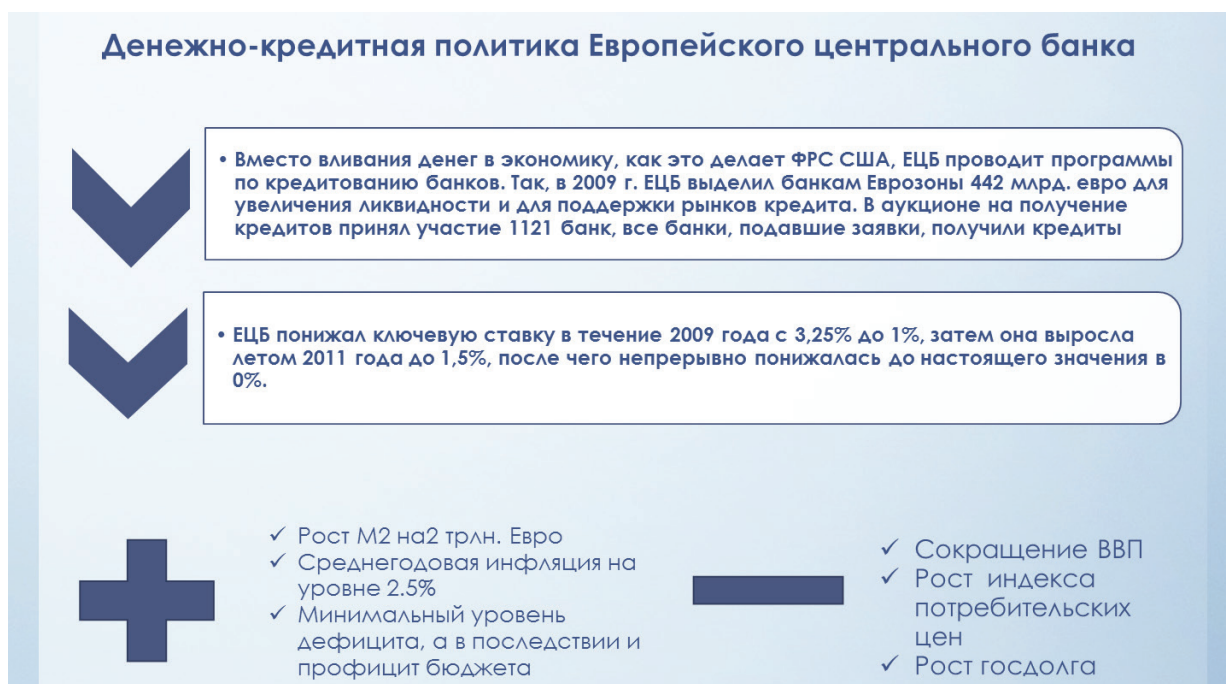 Денежно-кредитная политика Европейского центрального банка
• Вместо вливания денег в экономику, как это делает ФРС США, ЕЦБ проводит программы
по кредитованию банков. Так, в 2009 г. ЕЦБ выделил банкам Еврозоны 442 млрд. евро для
увеличения ликвидности и для поддержки рынков кредита. В аукционе на получение
кредитов принял участие 1121 банк, все банки, подавшие заявки, получили кредиты
• ЕЦБ понижал ключевую ставку в течение 2009 года с 3,25% до 1%, затем она выросла
летом 2011 года до 1,5%, после чего непрерывно понижалась до настоящего значения в
0%.
✓ Рост М2 на2 трлн. Евро
✓ Среднегодовая инфляция на
уровне 2.5%
✓ Минимальный уровень
дефицита, а в последствии и
профицит бюджета
✓ Сокращение ВВП
✓ Рост индекса
потребительских
цен
✓ Рост госдолга